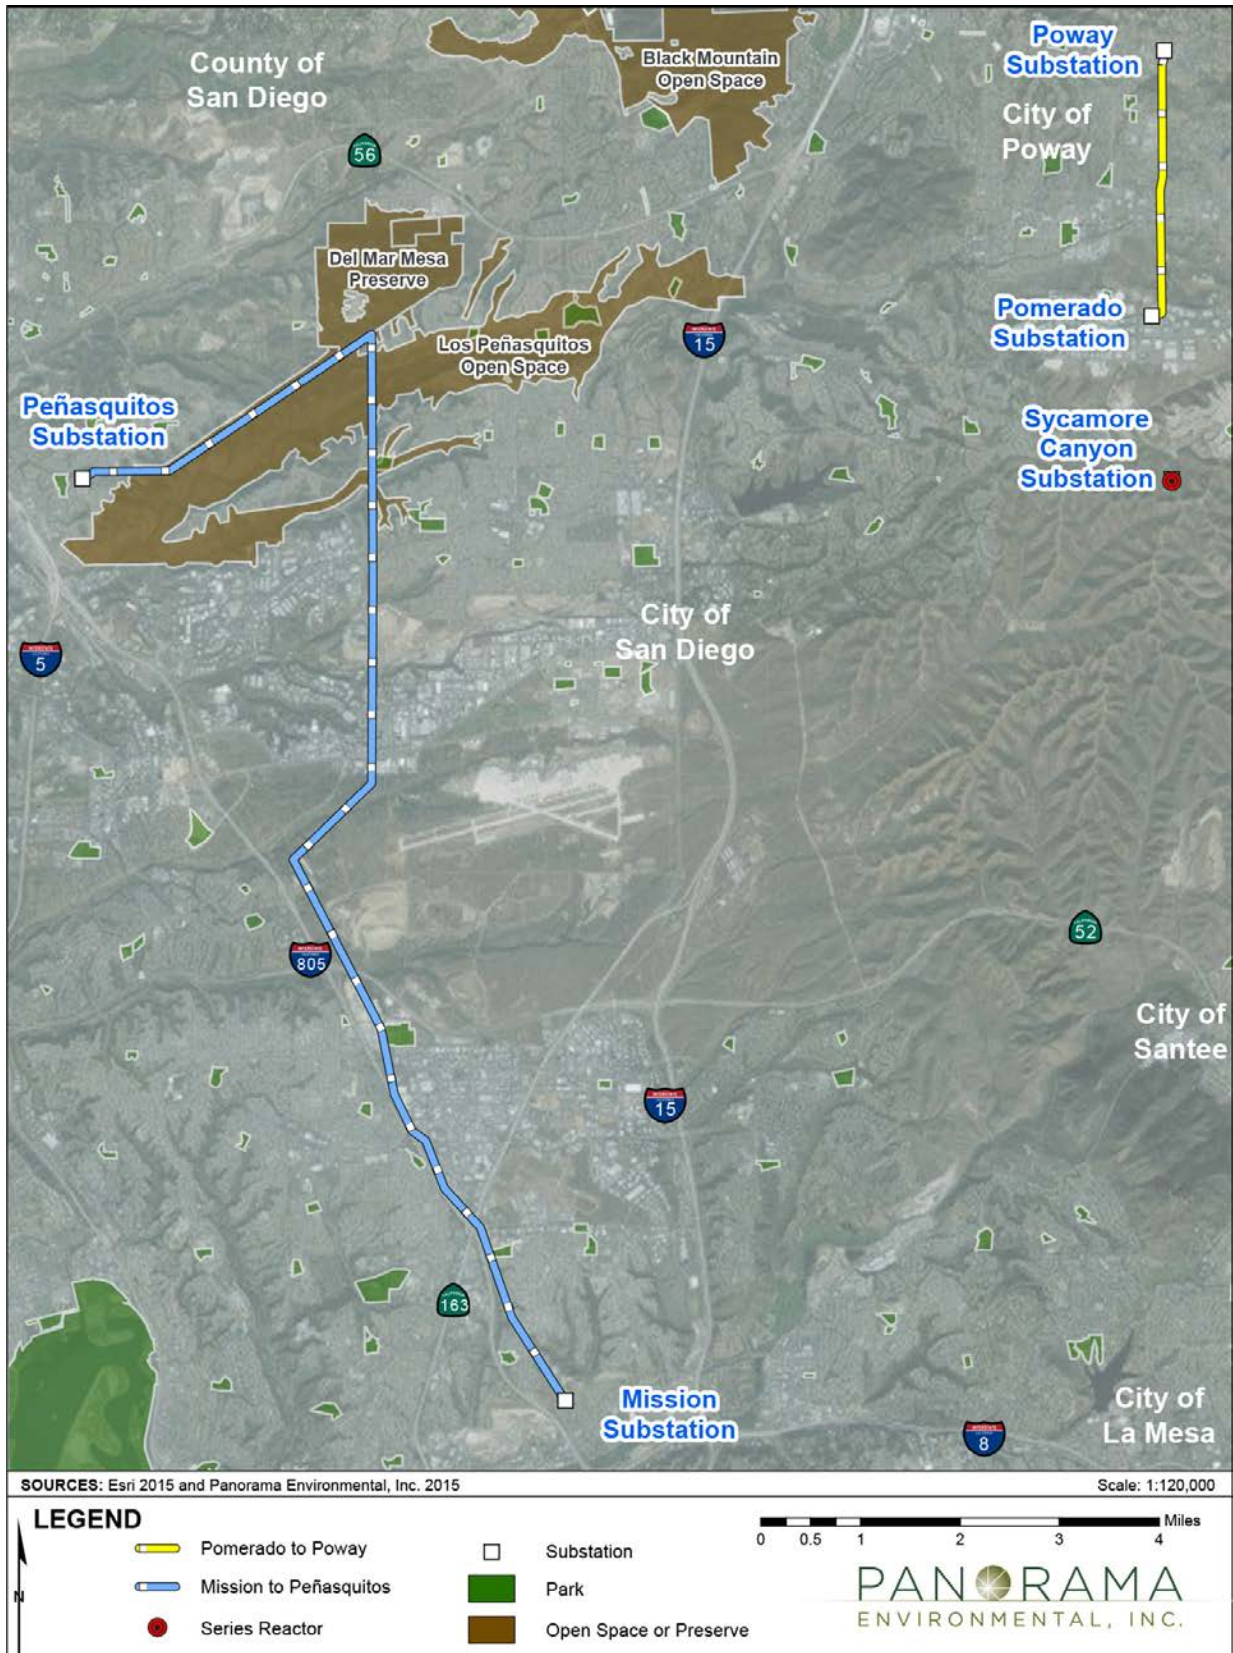 County of
San Diego
56
Black Mountain
Open Space
Poway
Substation
City of
Poway
Del Mar Mesa
Preserve
Los Peñasquitos
Open Space
15
Pomerado
Substation
Peñasquitos
Substation
Sycamore
Canyon
Substation
City of
San Diego
5
52
805
City of
Santee
15
163
Mission
Substation
City of
La Mesa
8
SOURCES: Esri 2015 and Panorama Environmental, Inc. 2015
Scale: 1:120,000
LEGEND
N
Pomerado to Poway
Mission to Peñasquitos
Series Reactor
Substation
Park
Open Space or Preserve
Miles
0 0.5 1 2 3 4
PANORAMA
ENVIRONMENTAL, INC.